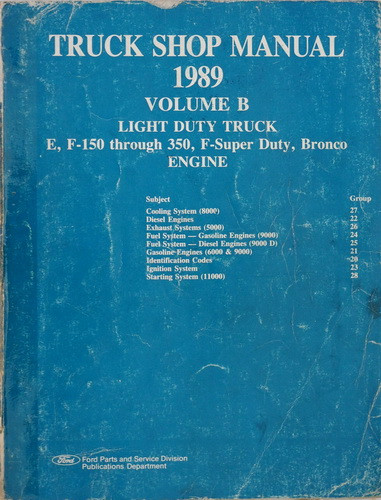 TRUCK SHOP MANUAL
1989
VOLUME B
LIGHT DUTY TRUCK
E, F-150 through 350, F-Super Duty, Bronco
ENGINE
Subject Group
Cooling System (8000) 27
Diesel Engines 22
Exhaust Systems (5000) 26
Fuel System — Gasoline Engines (9000) 24
Fuel System — Diesel Engines (9000 D) 25
Gasoline Engines (6000 & 9000) 21
Identification Codes 20
Ignition System 23
Starting System (11000) 28
Ford Ford Parts and Service Division
Publications Department